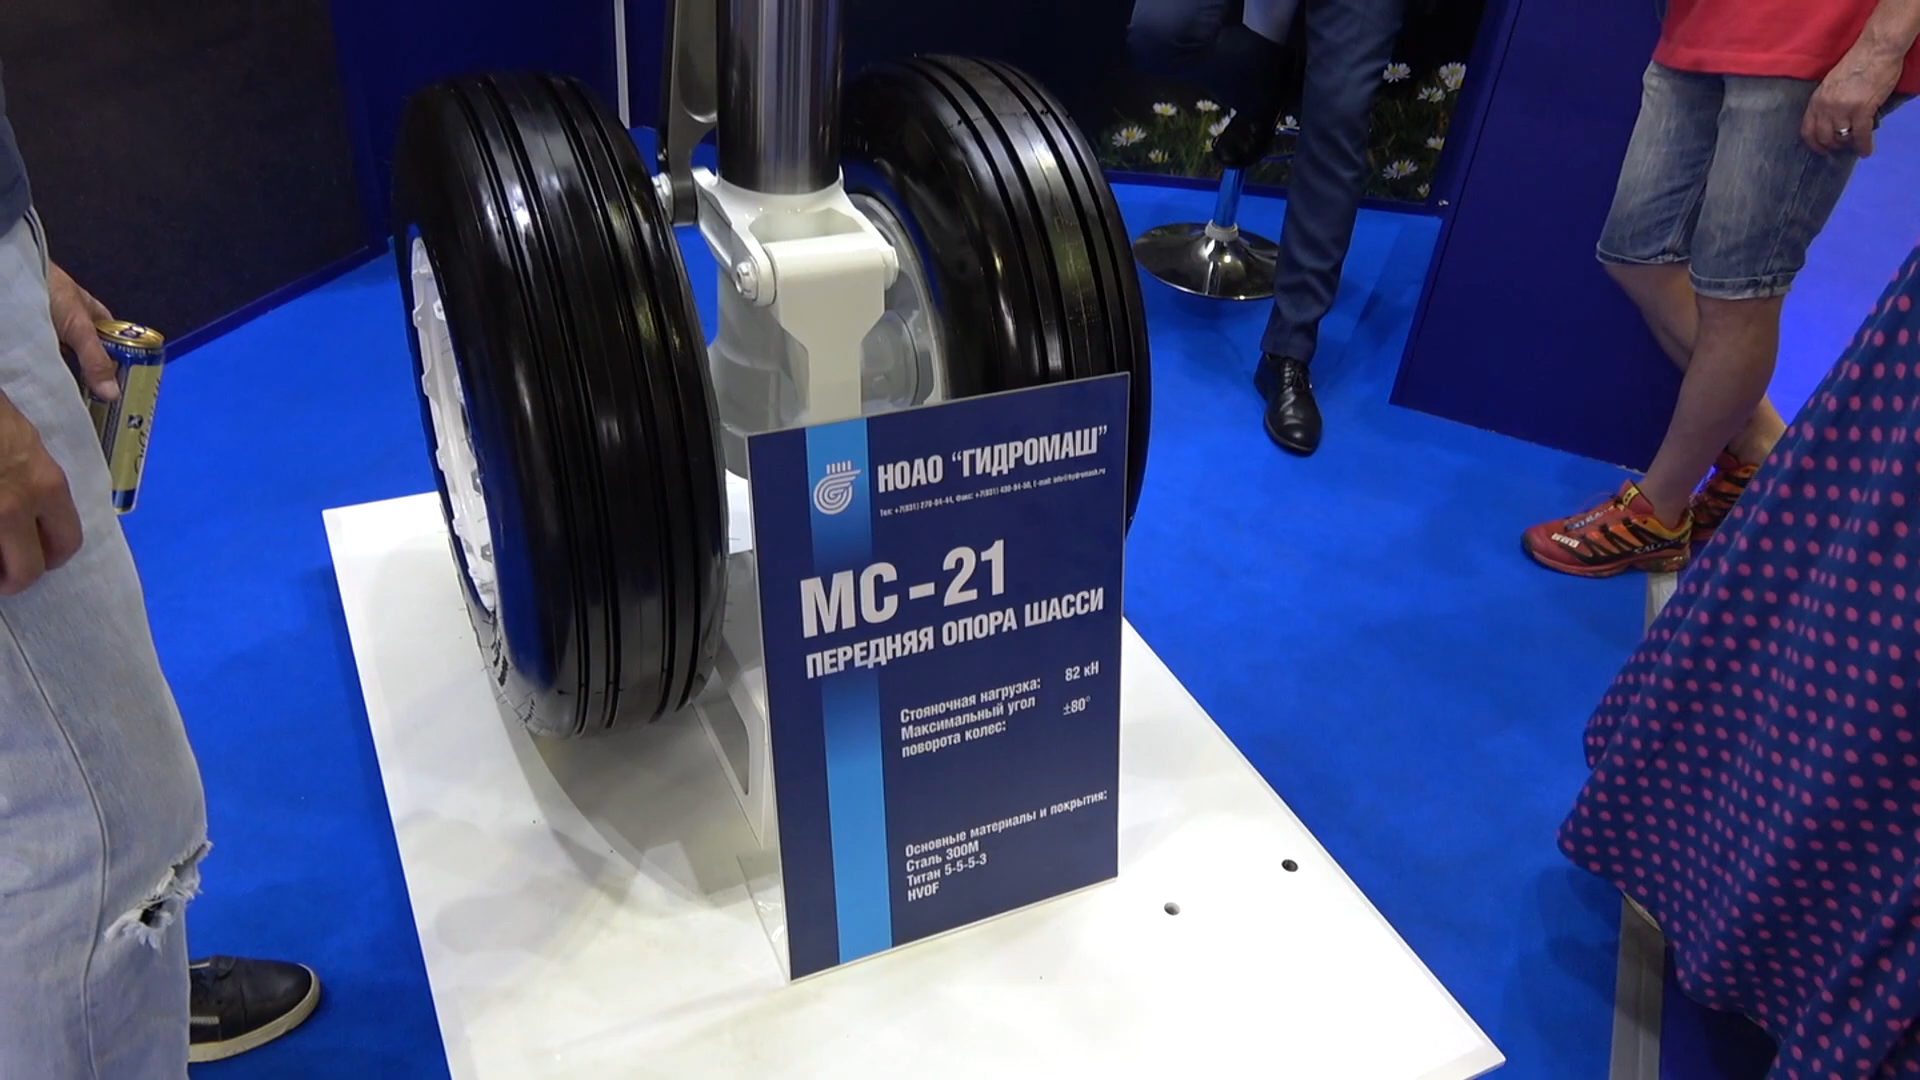 НОАО "ГИДРОМАШ"
МС-21
ПЕРЕДНЯЯ ОПОРА ШАССИ
Стояночная нагрузка: 82 кН
Максимальный угол
поворота колес: ±80°
Основные материалы и покрытия:
Сталь 300М
Титан 5-5-5-3
HVOF